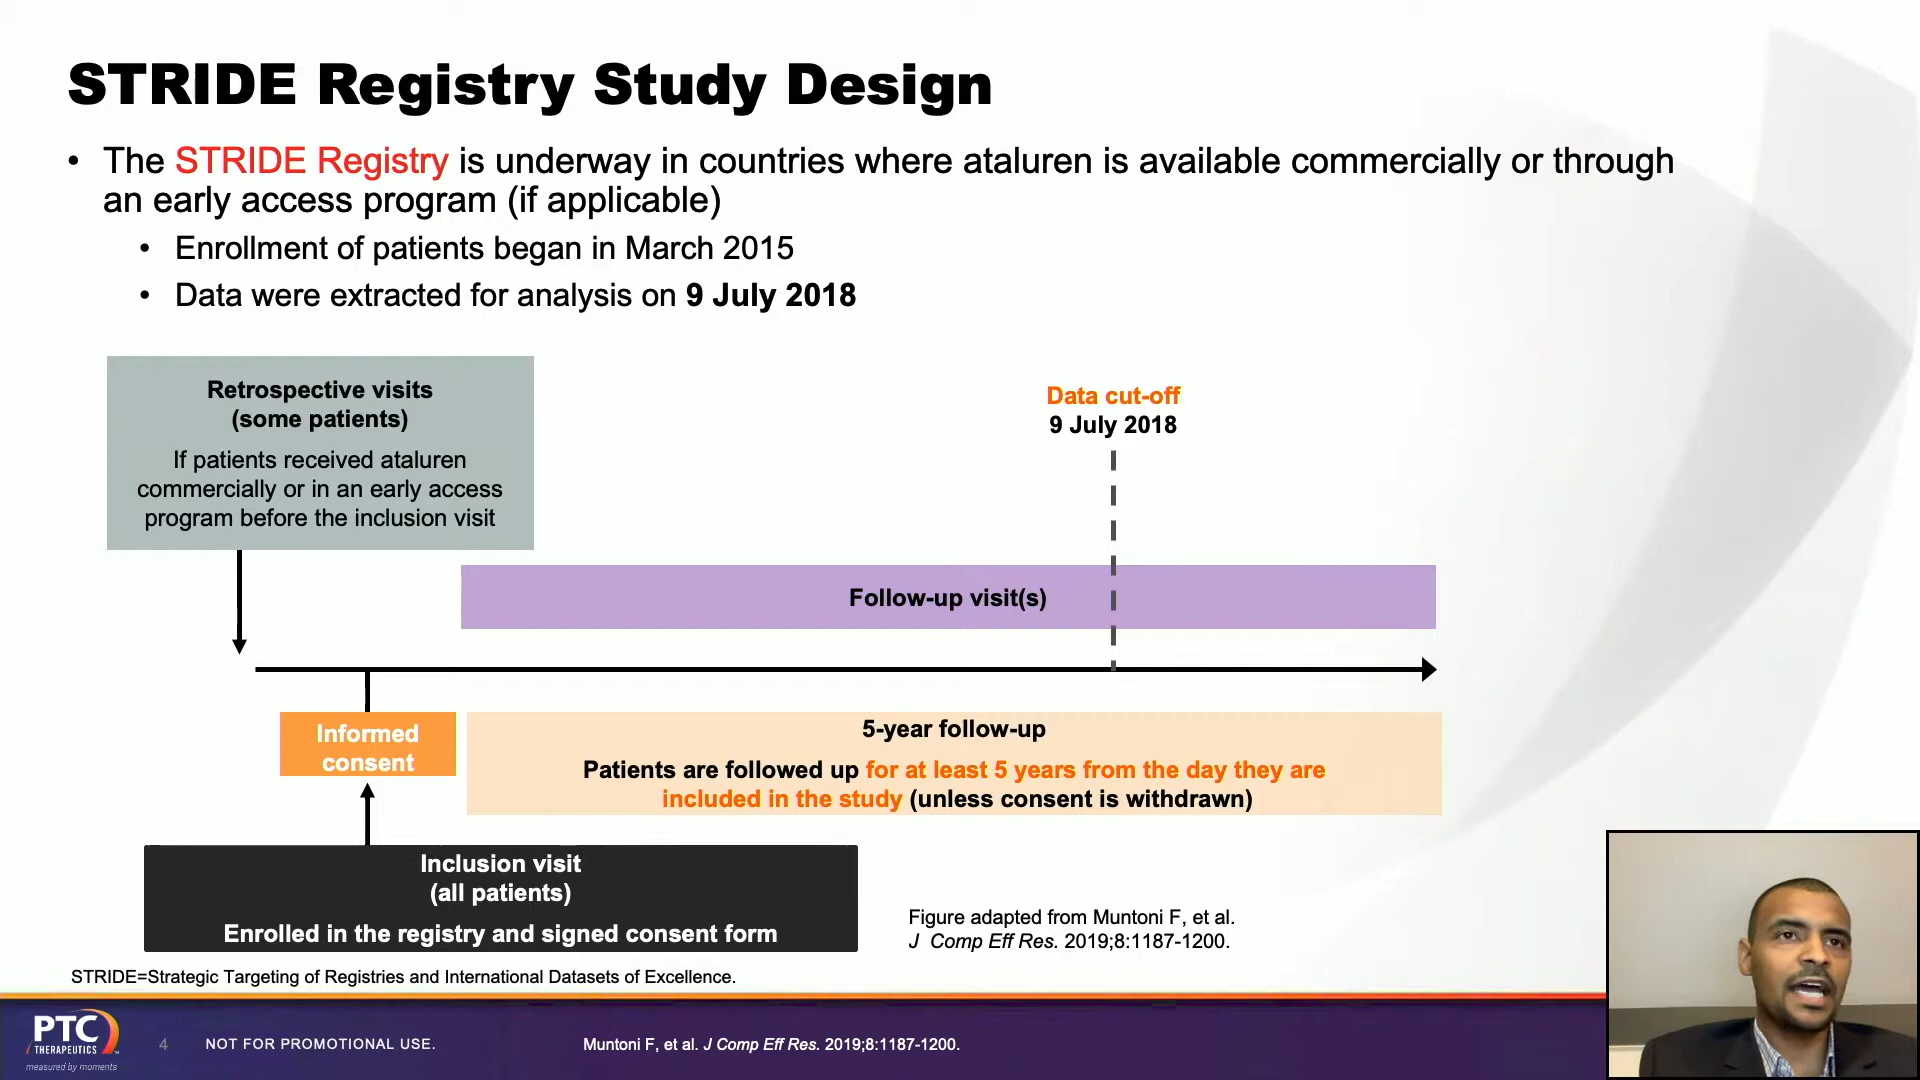 STRIDE Registry Study Design
• The STRIDE Registry is underway in countries where ataluren is available commercially or through
an early access program (if applicable)
• Enrollment of patients began in March 2015
• Data were extracted for analysis on 9 July 2018
Retrospective visits
(some patients)
If patients received ataluren
commercially or in an early access
program before the inclusion visit
Data cut-off
9 July 2018
Follow-up visit(s)
Informed
consent
5-year follow-up
Patients are followed up for at least 5 years from the day they are
included in the study (unless consent is withdrawn)
Inclusion visit
(all patients)
Enrolled in the registry and signed consent form
Figure adapted from Muntoni F, et al.
J Comp Eff Res. 2019;8:1187-1200.
STRIDE=Strategic Targeting of Registries and International Datasets of Excellence.
PTC
THERAPEUTICS
measured by moments
4
NOT FOR PROMOTIONAL USE.
Muntoni F, et al. J Comp Eff Res. 2019;8:1187-1200.